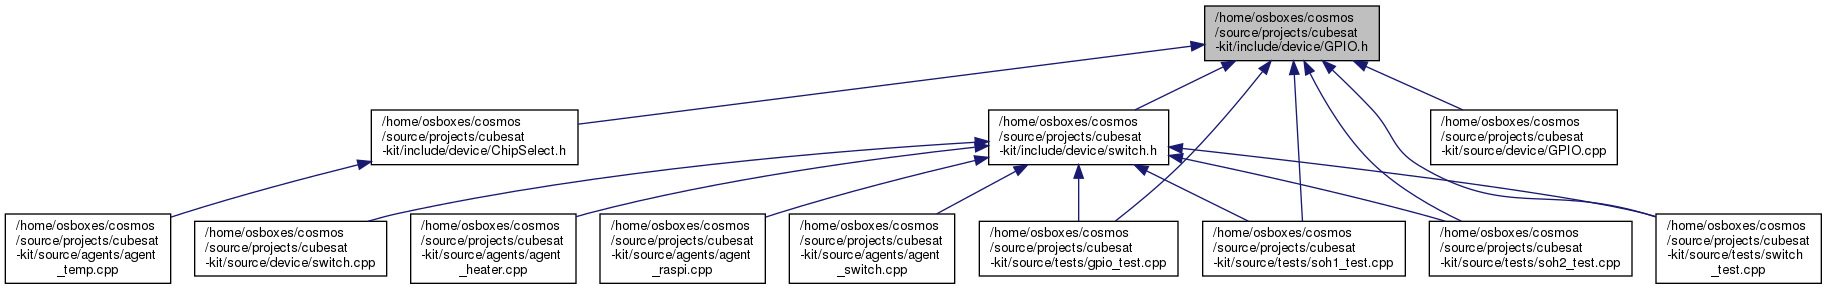 /home/osboxes/cosmos
/source/projects/cubesat
-kit/include/device/GPIO.h
/home/osboxes/cosmos
/source/projects/cubesat
-kit/include/device/ChipSelect.h
/home/osboxes/cosmos
/source/projects/cubesat
-kit/include/device/switch.h
/home/osboxes/cosmos
/source/projects/cubesat
-kit/source/device/GPIO.cpp
/home/osboxes/cosmos
/source/projects/cubesat
-kit/source/agents/agent
_temp.cpp
/home/osboxes/cosmos
/source/projects/cubesat
-kit/source/device/switch.cpp
/home/osboxes/cosmos
/source/projects/cubesat
-kit/source/agents/agent
_heater.cpp
/home/osboxes/cosmos
/source/projects/cubesat
-kit/source/agents/agent
_raspi.cpp
/home/osboxes/cosmos
/source/projects/cubesat
-kit/source/agents/agent
_switch.cpp
/home/osboxes/cosmos
/source/projects/cubesat
-kit/source/tests/gpio_test.cpp
/home/osboxes/cosmos
/source/projects/cubesat
-kit/source/tests/soh1_test.cpp
/home/osboxes/cosmos
/source/projects/cubesat
-kit/source/tests/soh2_test.cpp
/home/osboxes/cosmos
/source/projects/cubesat
-kit/source/tests/switch
_test.cpp